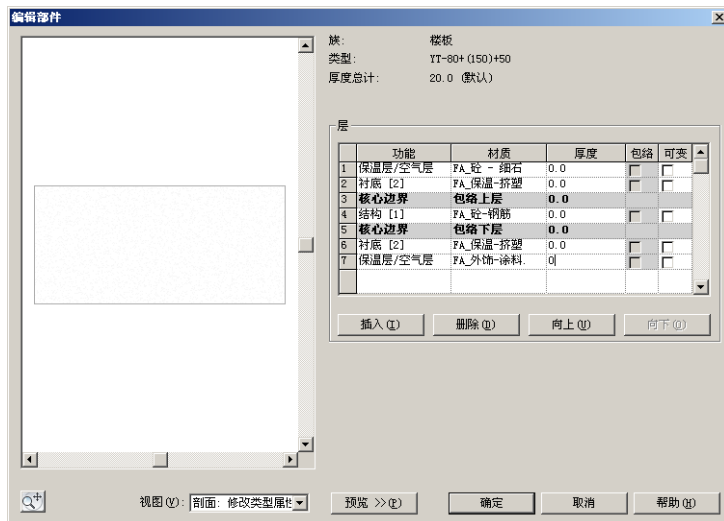 编辑部件
族: 楼板
类型: YT-80+(150)+50
厚度总计: 20.0 (默认)
层
功能 材质 厚度 包络 可变
1 保温层/空气层 FA_砼 - 细石 0.0
2 衬底 [2] FA_保温-挤塑 0.0
3 核心边界 包络上层 0.0
4 结构 [1] FA_砼-钢筋 0.0
5 核心边界 包络下层 0.0
6 衬底 [2] FA_保温-挤塑 0.0
7 保温层/空气层 FA_外饰-涂料. 0
插入(I) 删除(D) 向上(U) 向下(O)
视图(V): 剖面: 修改类型属性 预览 >>(P) 确定 取消 帮助(H)